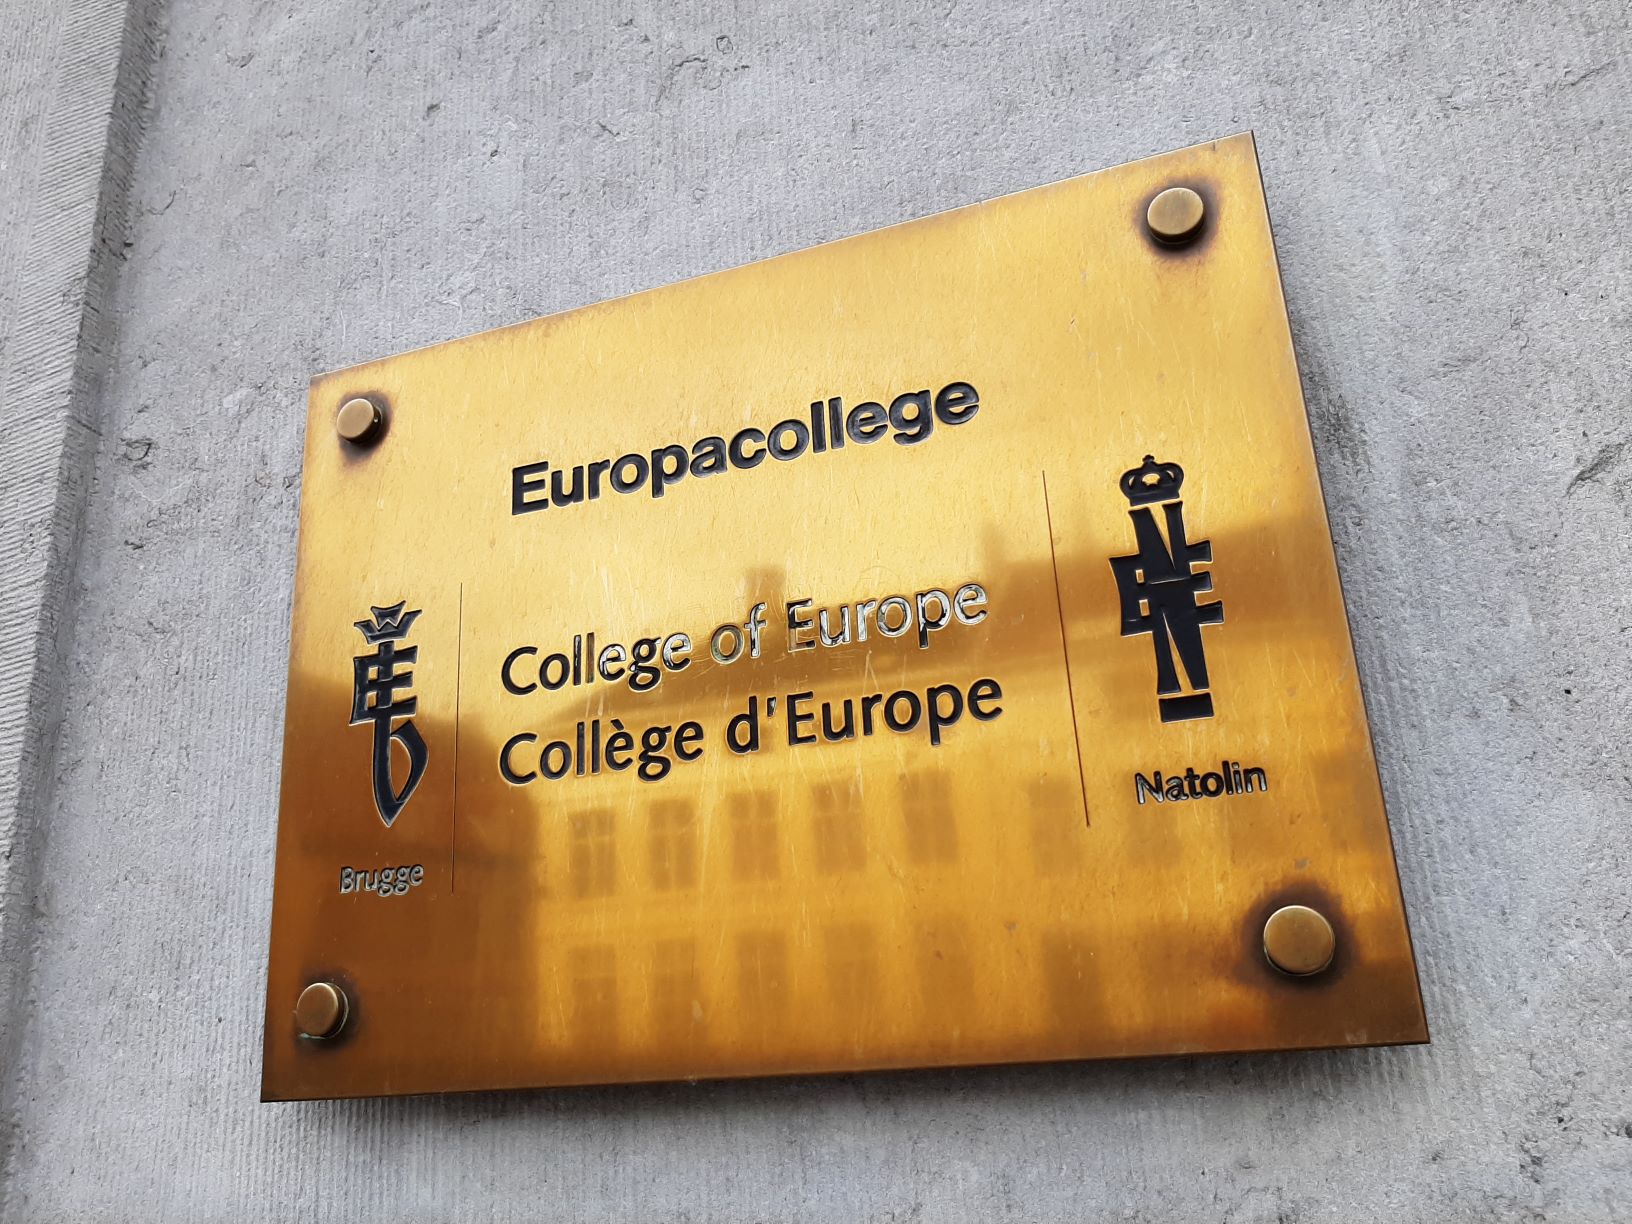 Europacollege
College of Europe
Collège d'Europe
Brugge
Natolin